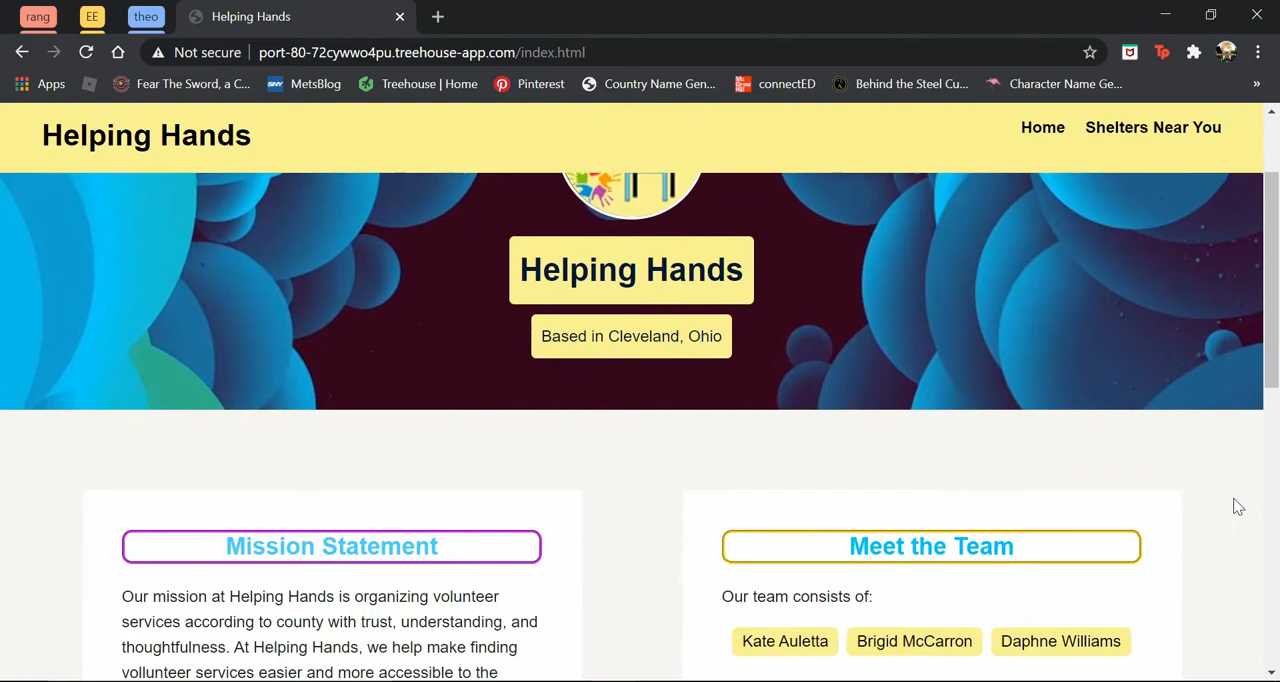 rang EE theo Helping Hands
Not secure port-80-72cywwo4pu.treehouse-app.com/index.html
Apps Fear The Sword, a C... SNY MetsBlog Treehouse | Home Pinterest Country Name Gen... connectED Behind the Steel Cu... Character Name Ge... »
Helping Hands Home Shelters Near You
Helping Hands
Based in Cleveland, Ohio
Mission Statement
Our mission at Helping Hands is organizing volunteer
services according to county with trust, understanding, and
thoughtfulness. At Helping Hands, we help make finding
vollunteer services easier and more accessible to the
Meet the Team
Our team consists of:
Kate Auletta Brigid McCarron Daphne Williams